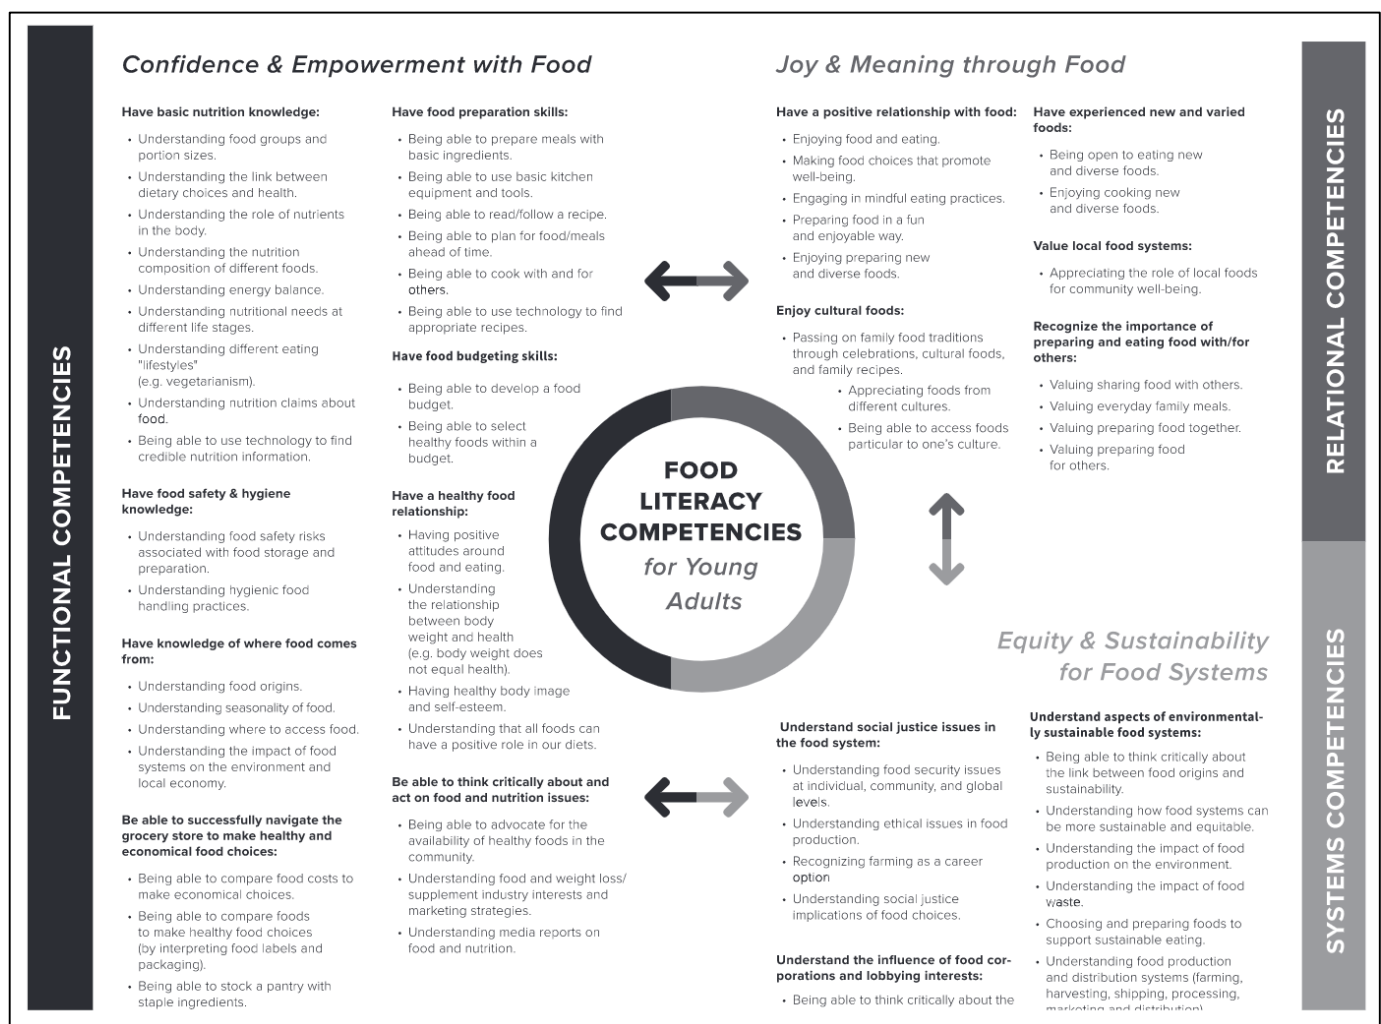 FUNCTIONAL COMPETENCIES
Confidence & Empowerment with Food
Have basic nutrition knowledge:
• Understanding food groups and
portion sizes.
• Understanding the link between
dietary choices and health.
• Understanding the role of nutrients
in the body.
• Understanding the nutrition
composition of different foods.
• Understanding energy balance.
• Understanding nutritional needs at
different life stages.
• Understanding different eating
"lifestyles"
(e.g. vegetarianism).
• Understanding nutrition claims about
food.
• Being able to use technology to find
credible nutrition information.
Have food safety & hygiene
knowledge:
• Understanding food safety risks
associated with food storage and
preparation.
• Understanding hygienic food
handling practices.
Have knowledge of where food comes
from:
• Understanding food origins.
• Understanding seasonality of food.
• Understanding where to access food.
• Understanding the impact of food
systems on the environment and
local economy.
Be able to successfully navigate the
grocery store to make healthy and
economical food choices:
• Being able to compare food costs to
make economical choices.
• Being able to compare foods
to make healthy food choices
(by interpreting food labels and
packaging).
• Being able to stock a pantry with
staple ingredients.
Have food preparation skills:
• Being able to prepare meals with
basic ingredients.
• Being able to use basic kitchen
equipment and tools.
• Being able to read/follow a recipe.
• Being able to plan for food/meals
ahead of time.
• Being able to cook with and for
others.
• Being able to use technology to find
appropriate recipes.
Have food budgeting skills:
• Being able to develop a food
budget.
• Being able to select
healthy foods within a
budget.
Have a healthy food
relationship:
• Having positive
attitudes around
food and eating.
• Understanding
the relationship
between body
weight and health
(e.g. body weight does
not equal health).
• Having healthy body image
and self-esteem.
• Understanding that all foods can
have a positive role in our diets.
Be able to think critically about and
act on food and nutrition issues:
• Being able to advocate for the
availability of healthy foods in the
community.
• Understanding food and weight loss/
supplement industry interests and
marketing strategies.
• Understanding media reports on
food and nutrition.
FOOD
LITERACY
COMPETENCIES
for Young
Adults
Joy & Meaning through Food
Have a positive relationship with food:
• Enjoying food and eating.
• Making food choices that promote
well-being.
• Engaging in mindful eating practices.
• Preparing food in a fun
and enjoyable way.
• Enjoying preparing new
and diverse foods.
Enjoy cultural foods:
• Passing on family food traditions
through celebrations, cultural foods,
and family recipes.
• Appreciating foods from
different cultures.
• Being able to access foods
particular to one's culture.
Have experienced new and varied
foods:
• Being open to eating new
and diverse foods.
• Enjoying cooking new
and diverse foods.
Value local food systems:
• Appreciating the role of local foods
for community well-being.
Recognize the importance of
preparing and eating food with/for
others:
• Valuing sharing food with others.
• Valuing everyday family meals.
• Valuing preparing food together.
• Valuing preparing food
for others.
RELATIONAL COMPETENCIES
Equity & Sustainability
for Food Systems
Understand social justice issues in
the food system:
• Understanding food security issues
at individual, community, and global
levels.
• Understanding ethical issues in food
production.
• Recognizing farming as a career
option
• Understanding social justice
implications of food choices.
Understand the influence of food cor-
porations and lobbying interests:
• Being able to think critically about the
Understand aspects of environmental-
ly sustainable food systems:
• Being able to think critically about
the link between food origins and
sustainability.
• Understanding how food systems can
be more sustainable and equitable.
• Understanding the impact of food
production on the environment.
• Understanding the impact of food
waste.
• Choosing and preparing foods to
support sustainable eating.
• Understanding food production
and distribution systems (farming,
harvesting, shipping, processing,
marketing and distribution)
SYSTEMS COMPETENCIES